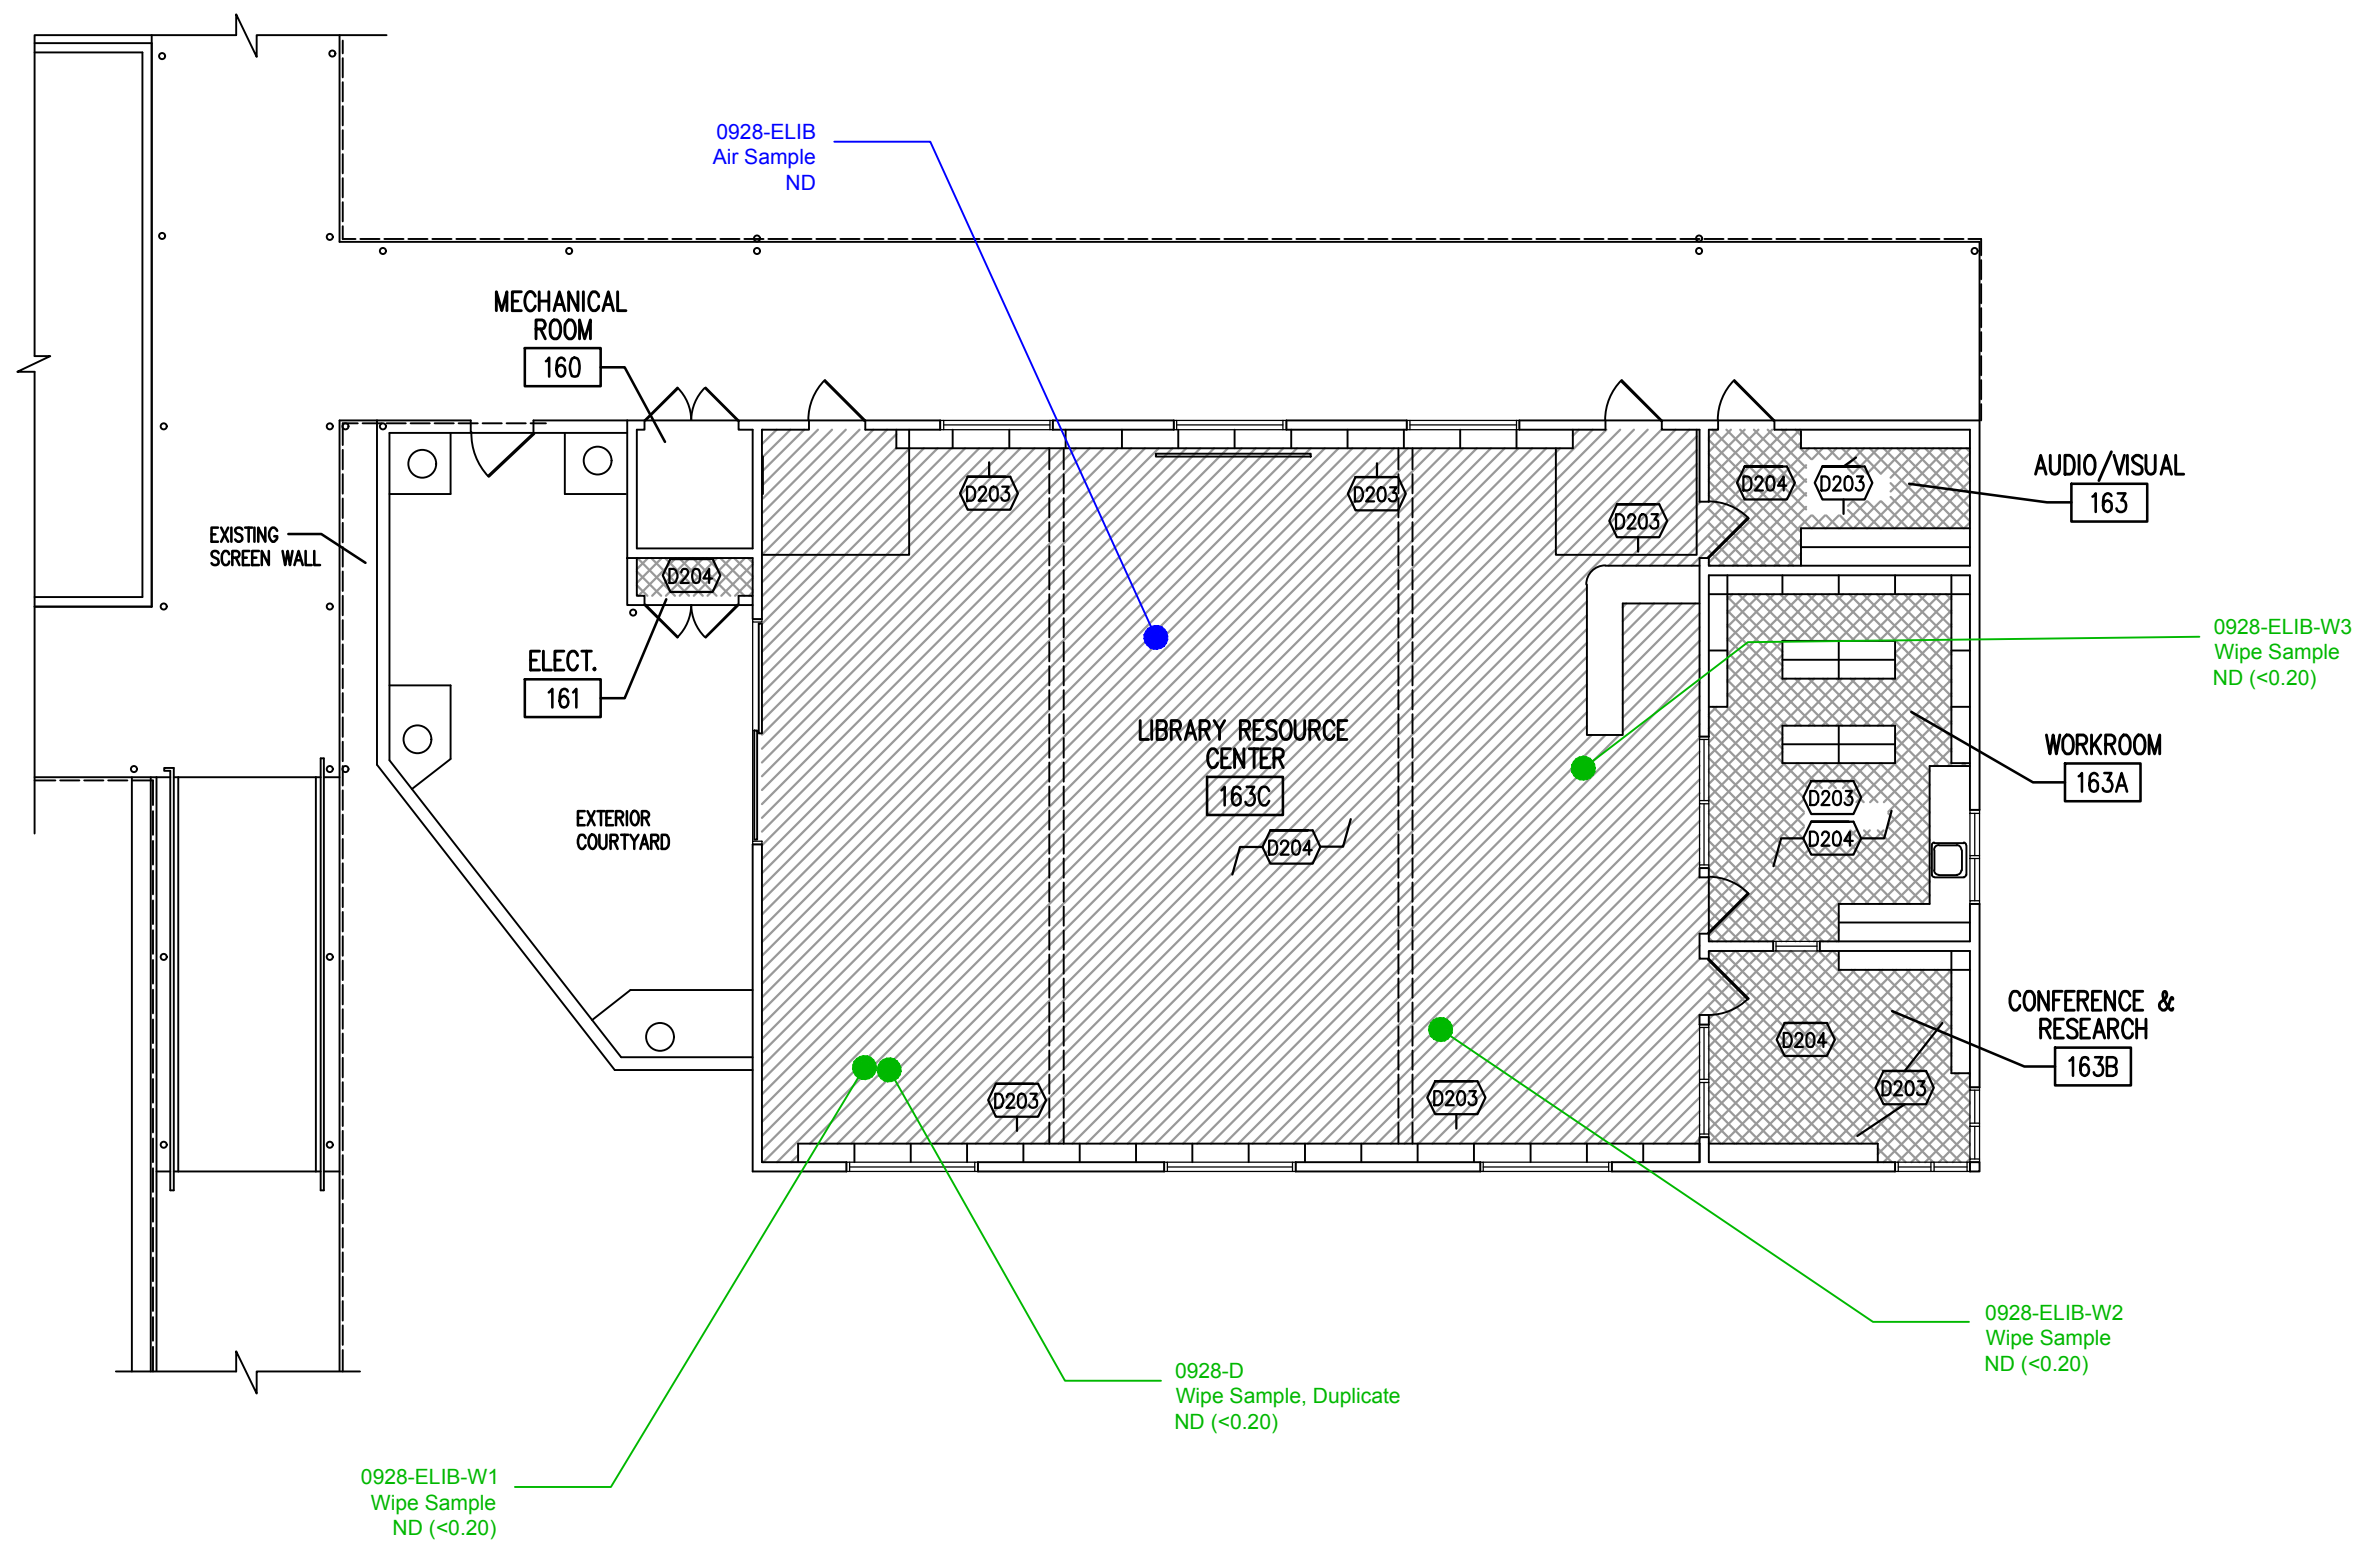 0928-ELIB
Air Sample
ND
MECHANICAL
ROOM
160
D203
D203
D203
D204
D203
AUDIO/VISUAL
163
EXISTING
SCREEN WALL
D204
ELECT.
161
0928-ELIB-W3
Wipe Sample
ND (<0.20)
LIBRARY RESOURCE
CENTER
163C
D204
WORKROOM
163A
D203
D204
EXTERIOR
COURTYARD
CONFERENCE &
RESEARCH
163B
D204
D203
D203
D203
0928-ELIB-W2
Wipe Sample
ND (<0.20)
0928-D
Wipe Sample, Duplicate
ND (<0.20)
0928-ELIB-W1
Wipe Sample
ND (<0.20)